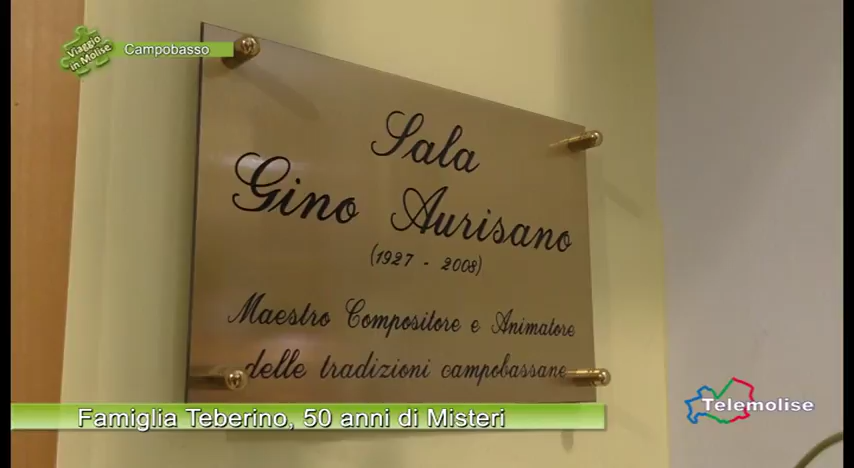 Viaggio
in Molise
Campobasso
Sala
Gino Aurisano
(1927 - 2008)
Maestro Compositore e Animatore
delle tradizioni campobassane
Famiglia Teberino, 50 anni di Misteri
Telemolise